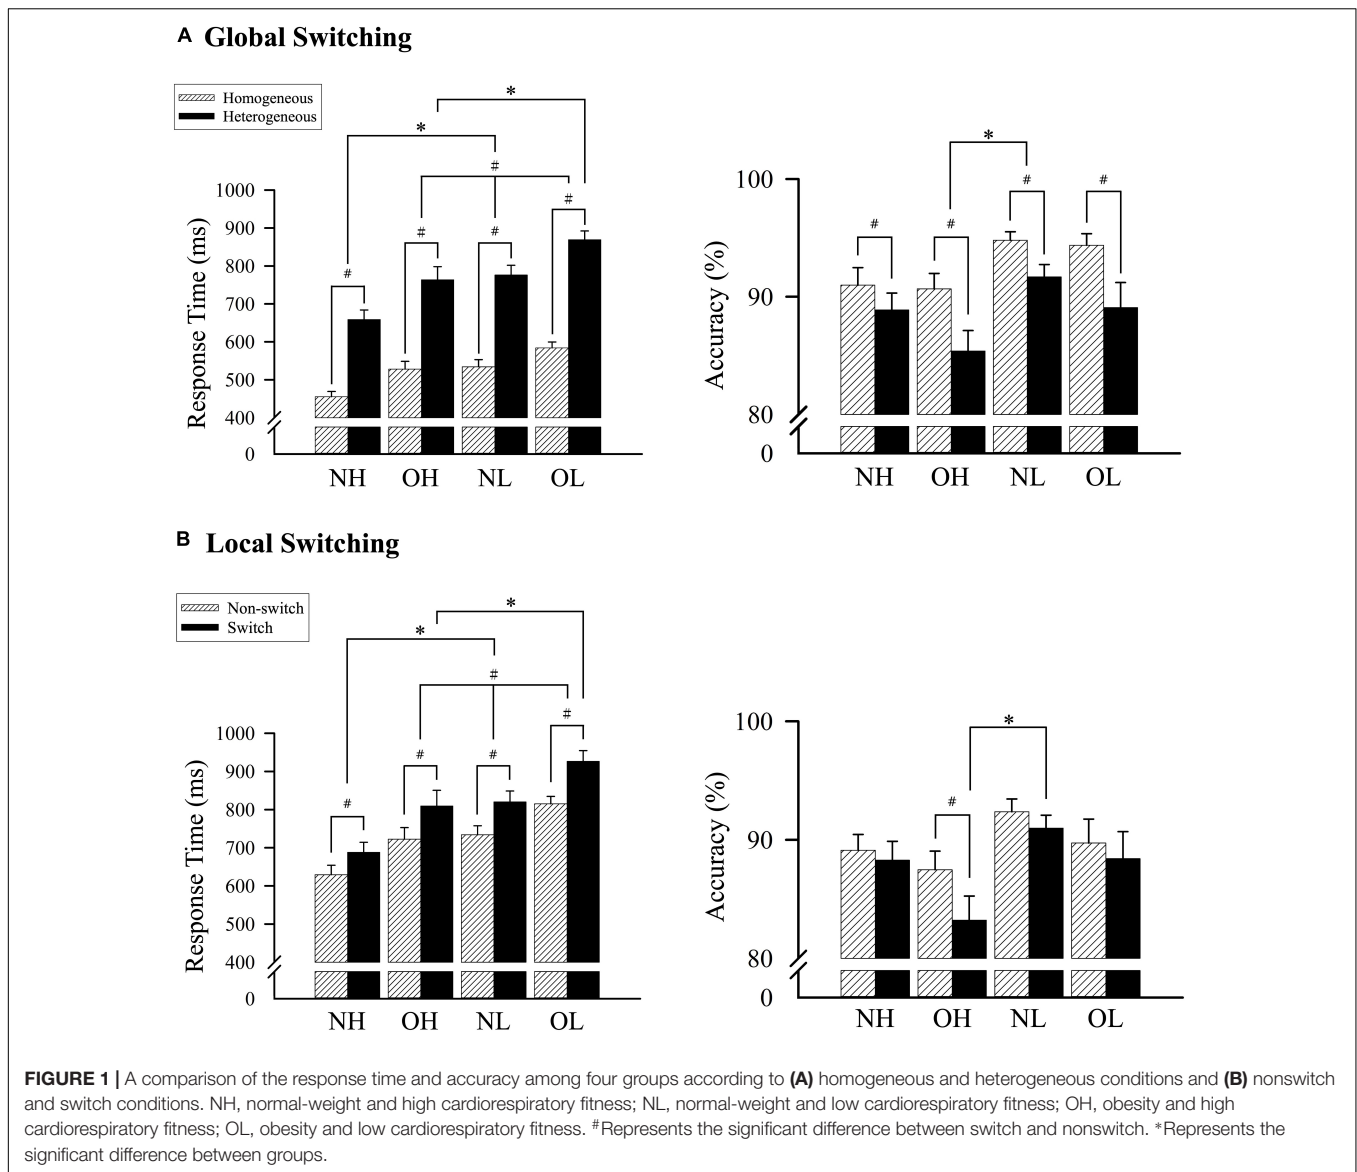 A Global Switching
Homogeneous
Heterogeneous
*
*
#
#
#
#
#
Response Time (ms)
1000
900
800
700
600
500
400
0
NH OH NL OL
*
#
#
#
#
Accuracy (%)
100
90
80
0
NH OH NL OL
B Local Switching
Non-switch
Switch
*
*
#
#
#
#
#
Response Time (ms)
1000
900
800
700
600
500
400
0
NH OH NL OL
*
#
Accuracy (%)
100
90
80
0
NH OH NL OL
FIGURE 1 | A comparison of the response time and accuracy among four groups according to (A) homogeneous and heterogeneous conditions and (B) nonswitch
and switch conditions. NH, normal-weight and high cardiorespiratory fitness; NL, normal-weight and low cardiorespiratory fitness; OH, obesity and high
cardiorespiratory fitness; OL, obesity and low cardiorespiratory fitness. #Represents the significant difference between switch and nonswitch. *Represents the
significant difference between groups.